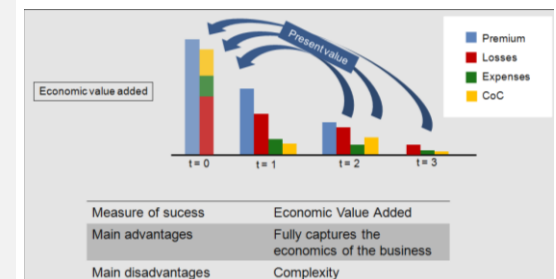 Present value
Premium
Losses
Expenses
CoC
Economic value added
t = 0
t = 1
t = 2
t = 3
Measure of sucess Economic Value Added
Main advantages Fully captures the
economics of the business
Main disadvantages Complexity